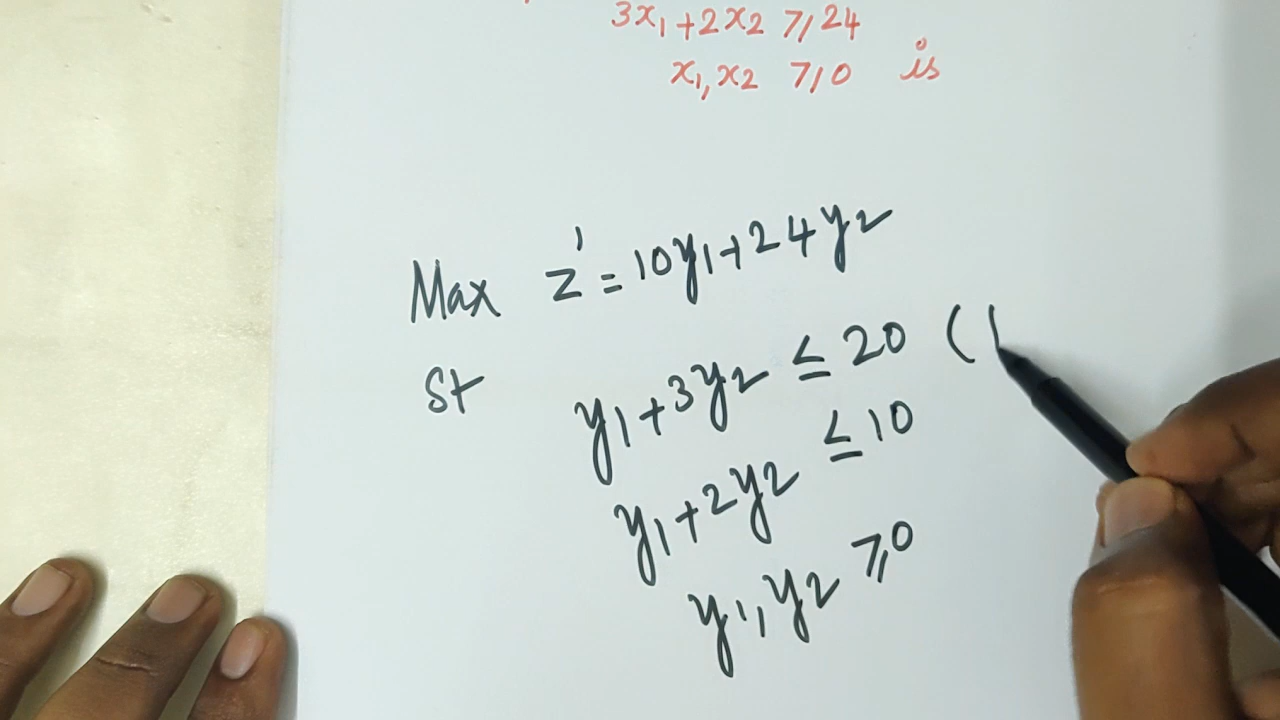 3x₁+2x₂ ≥ 24
x₁,x₂ ≥ 0 is
Max z' = 10y₁+24y₂
St y₁+3y₂ ≤ 20 (1
y₁+2y₂ ≤ 10
y₁, y₂ ≥ 0